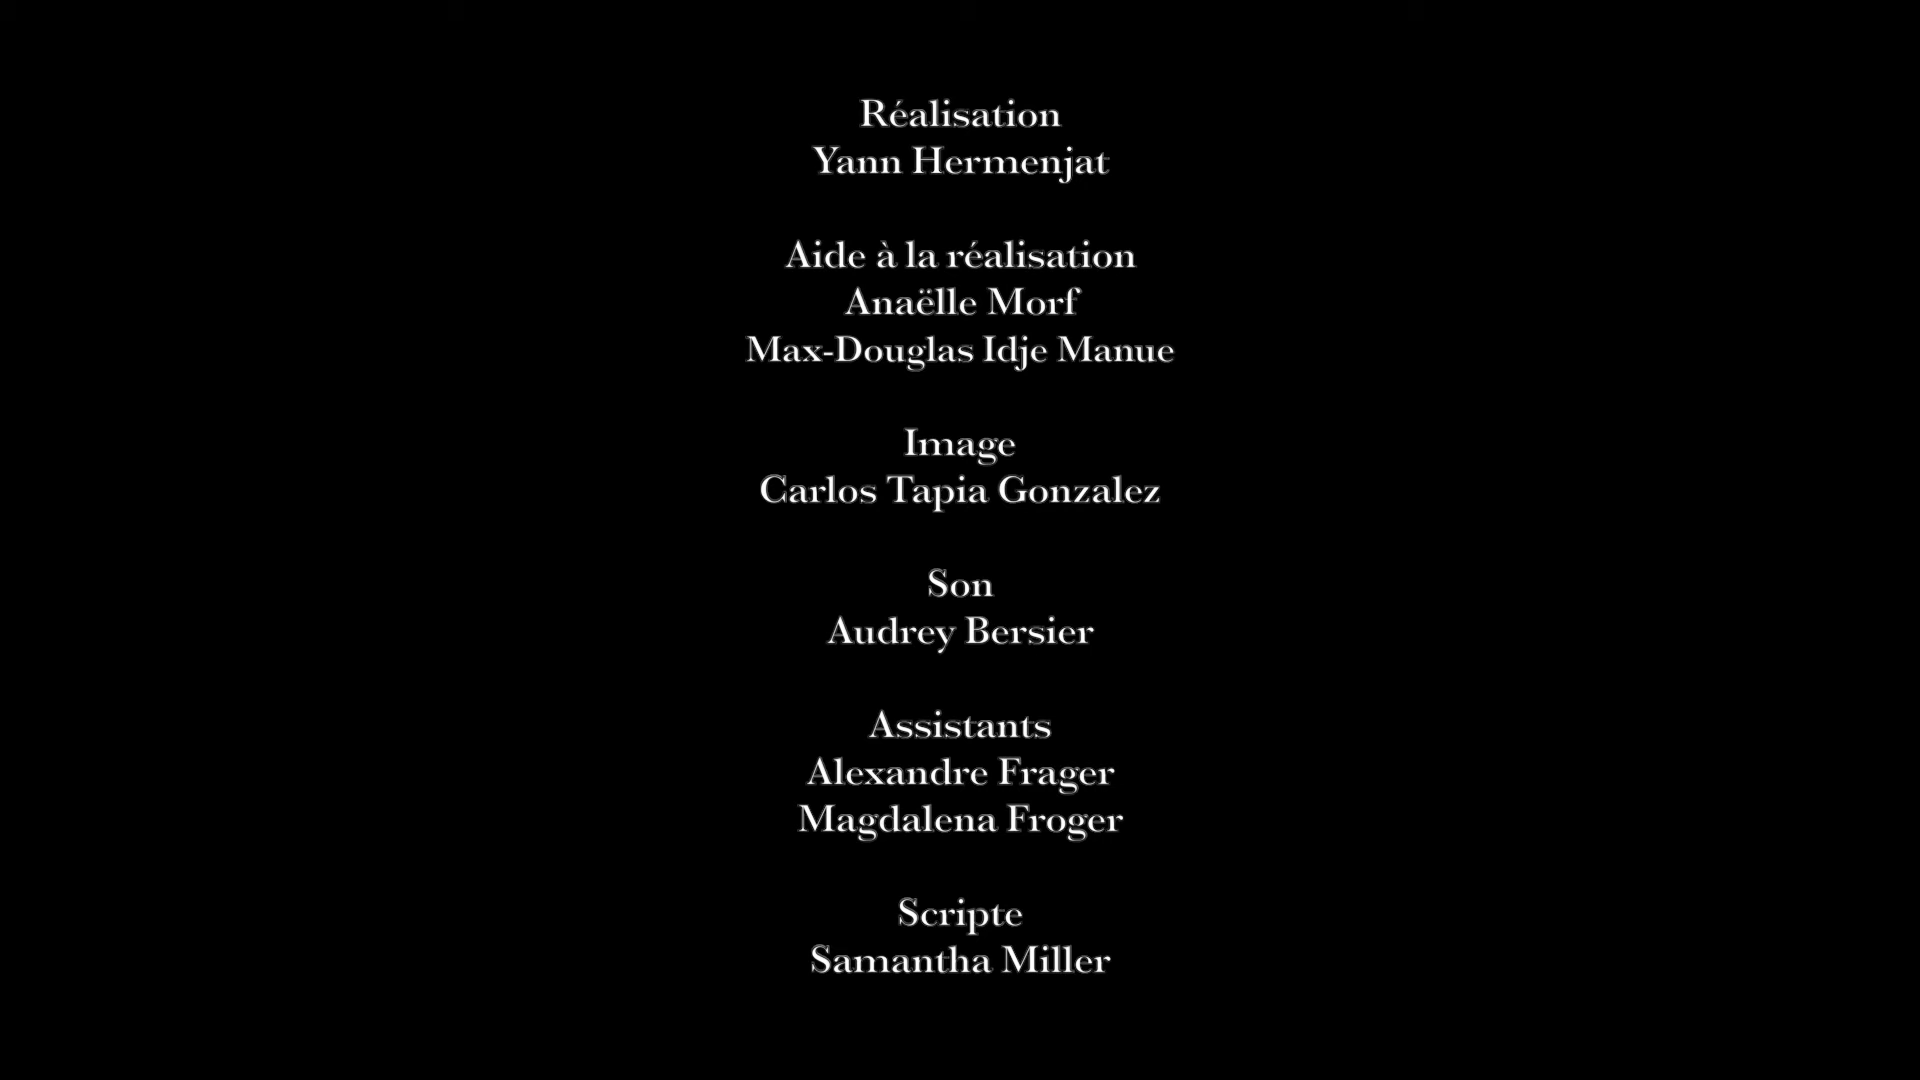 Réalisation
Yann Hermenjat
Aide à la réalisation
Anaëlle Morf
Max-Douglas Idje Manue
Image
Carlos Tapia Gonzalez
Son
Audrey Bersier
Assistants
Alexandre Frager
Magdalena Froger
Scripte
Samantha Miller